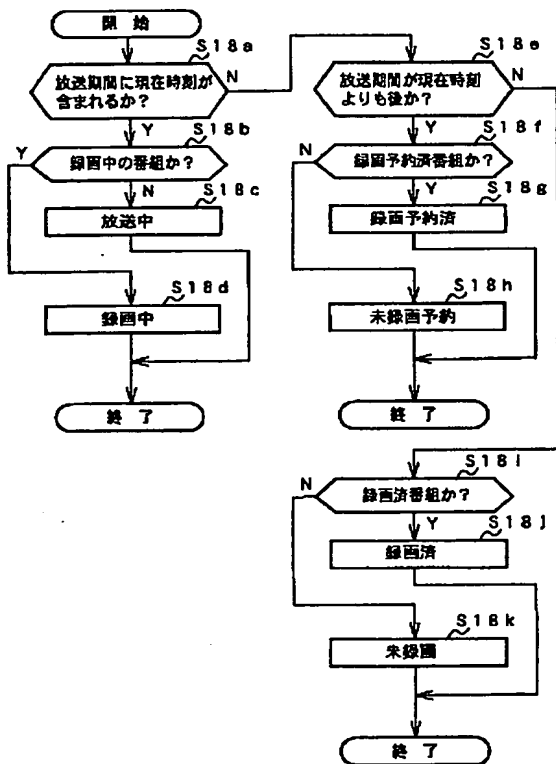 開 始
S18a
放送期間に現在時刻が
含まれるか？
N
Y
S18b
録画中の番組か？
Y
N
S18c
放送中
S18d
録画中
終 了
S18e
放送期間が現在時刻
よりも後か？
N
Y
S18f
録画予約済番組か？
N
Y
S18g
録画予約済
S18h
未録画予約
終 了
S18i
録画済番組か？
N
Y
S18j
録画済
S18k
未録画
終 了